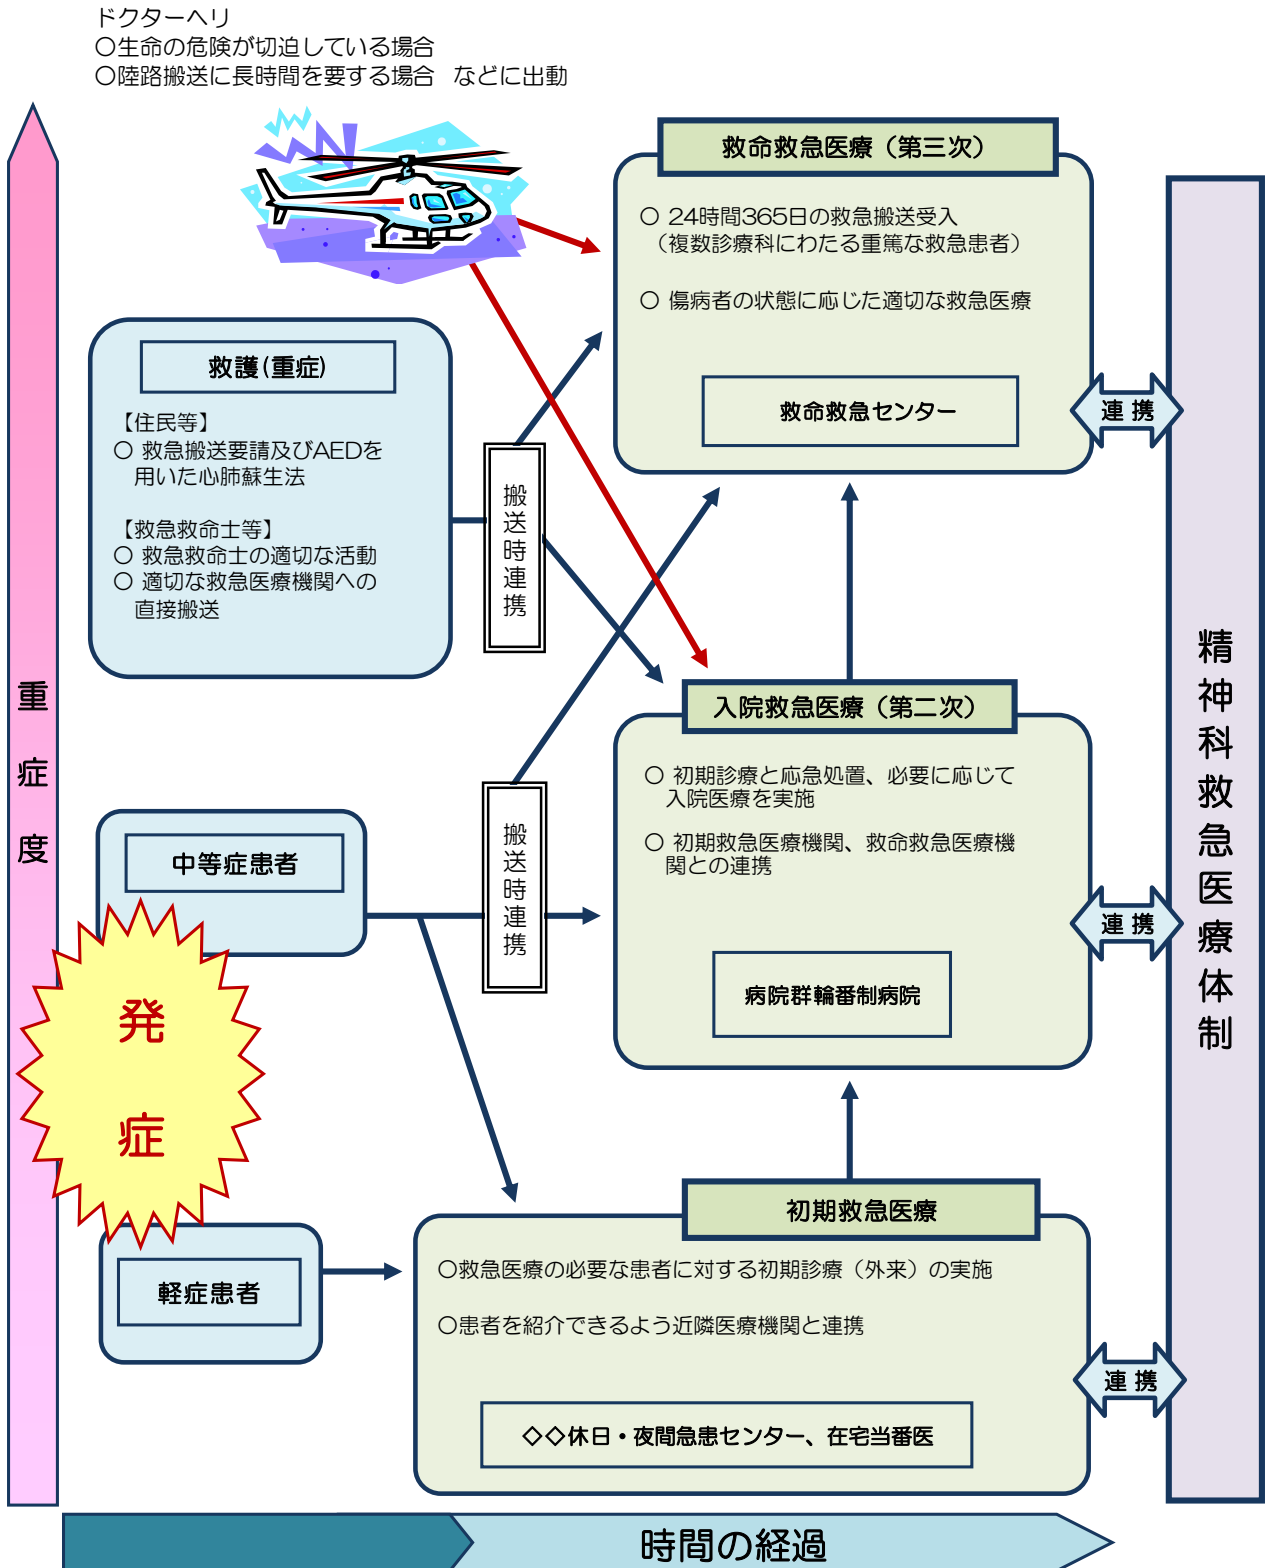 ドクターヘリ
〇生命の危険が切迫している場合
〇陸路搬送に長時間を要する場合 などに出動
救命救急医療（第三次）
〇 24時間365日の救急搬送受入
（複数診療科にわたる重篤な救急患者）
〇 傷病者の状態に応じた適切な救急医療
救命救急センター
連携
救護(重症)
【住民等】
〇 救急搬送要請及びAEDを
用いた心肺蘇生法
【救急救命士等】
〇 救急救命士の適切な活動
〇 適切な救急医療機関への
直接搬送
搬送時連携
重症度
精神科救急医療体制
入院救急医療（第二次）
〇 初期診療と応急処置、必要に応じて
入院医療を実施
〇 初期救急医療機関、救命救急医療機
関との連携
病院群輪番制病院
連携
中等症患者
搬送時連携
発症
初期救急医療
〇救急医療の必要な患者に対する初期診療（外来）の実施
〇患者を紹介できるよう近隣医療機関と連携
◇◇休日・夜間急患センター、在宅当番医
連携
軽症患者
時間の経過